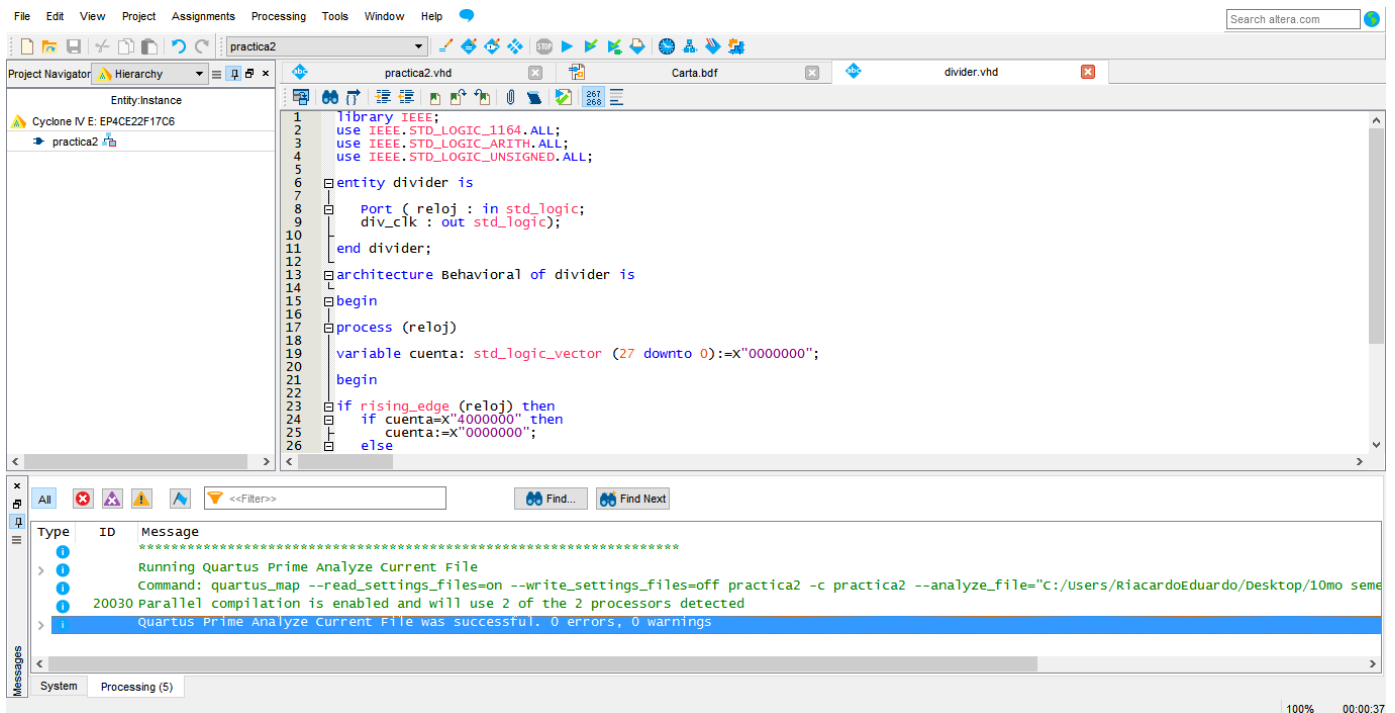 File Edit View Project Assignments Processing Tools Window Help
Search altera.com
practica2
Project Navigator Hierarchy
practica2.vhd Carta.bdf divider.vhd
Entity:Instance
Cyclone IV E: EP4CE22F17C6
practica2
267
268
1 library IEEE;
2 use IEEE.STD_LOGIC_1164.ALL;
3 use IEEE.STD_LOGIC_ARITH.ALL;
4 use IEEE.STD_LOGIC_UNSIGNED.ALL;
5
6 entity divider is
7
8 Port ( reloj : in std_logic;
9 div_clk : out std_logic);
10
11 end divider;
12
13 architecture Behavioral of divider is
14
15 begin
16
17 process (reloj)
18
19 variable cuenta: std_logic_vector (27 downto 0):=X"0000000";
20
21 begin
22
23 if rising_edge (reloj) then
24 if cuenta=X"4000000" then
25 cuenta:=X"0000000";
26 else
All <<Filter>> Find... Find Next
Type ID Message
*******************************************************************
Running Quartus Prime Analyze Current File
Command: quartus_map --read_settings_files=on --write_settings_files=off practica2 -c practica2 --analyze_file="C:/Users/RiacardoEduardo/Desktop/10mo seme
20030 Parallel compilation is enabled and will use 2 of the 2 processors detected
Quartus Prime Analyze Current File was successful. 0 errors, 0 warnings
Messages
System Processing (5)
100% 00:00:37